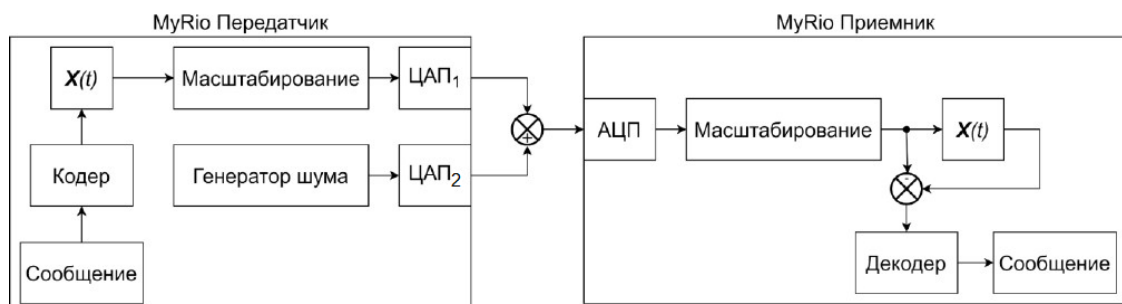 MyRio Передатчик
MyRio Приемник
X(t)
Масштабирование
ЦАП1
+
АЦП
Масштабирование
X(t)
Кодер
Генератор шума
ЦАП2
-
Сообщение
Декодер
Сообщение